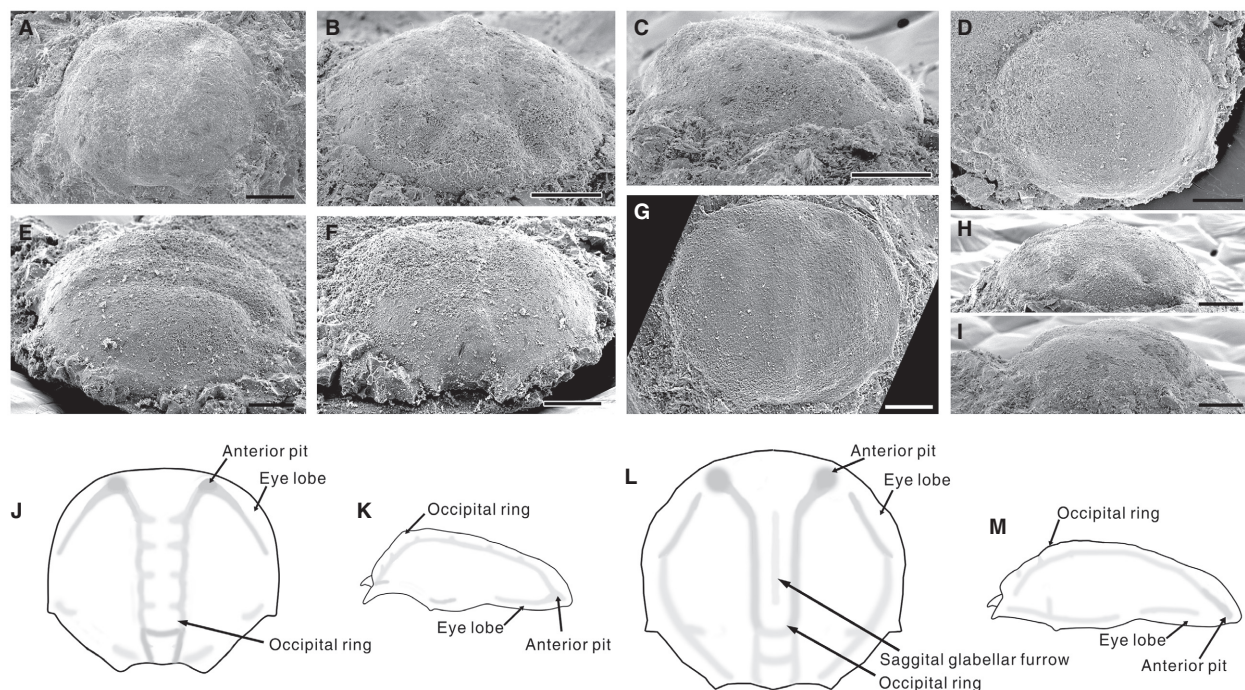 A
B
C
D
E
F
G
H
I
J
Anterior pit
Eye lobe
Occipital ring
K
Occipital ring
Eye lobe
Anterior pit
L
Anterior pit
Eye lobe
Saggital glabellar furrow
Occipital ring
M
Occipital ring
Eye lobe
Anterior pit